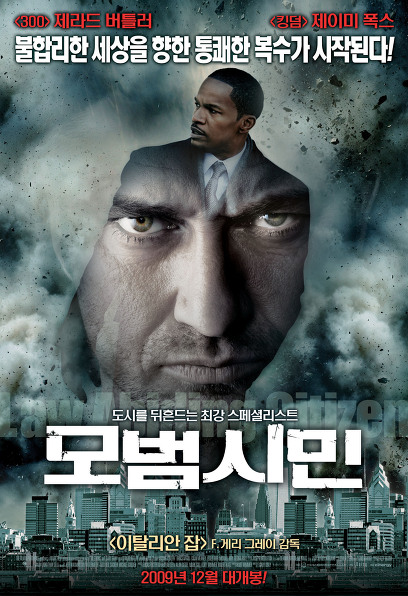 <300> 제라드 버틀러 <킹덤> 제이미 폭스
불합리한 세상을 향한 통쾌한 복수가 시작된다!
도시를 뒤흔드는 최강 스페셜리스트
Law Abiding Citizen
모범시민
<이탈리안 잡> F. 게리 그레이 감독
2009년 12월 대개봉!